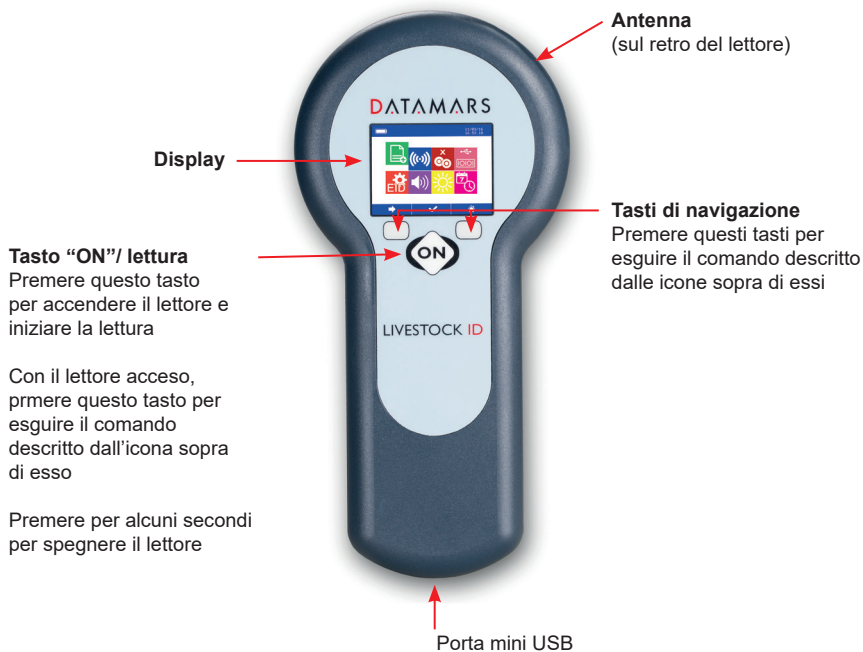 Antenna
(sul retro del lettore)
DATAMARS
Display
EID
7
Tasti di navigazione
Premere questi tasti per
esguire il comando descritto
dalle icone sopra di essi
Tasto “ON”/ lettura
Premere questo tasto
per accendere il lettore e
iniziare la lettura
ON
LIVESTOCK ID
Con il lettore acceso,
prmere questo tasto per
esguire il comando
descritto dall’icona sopra
di esso
Premere per alcuni secondi
per spegnere il lettore
Porta mini USB